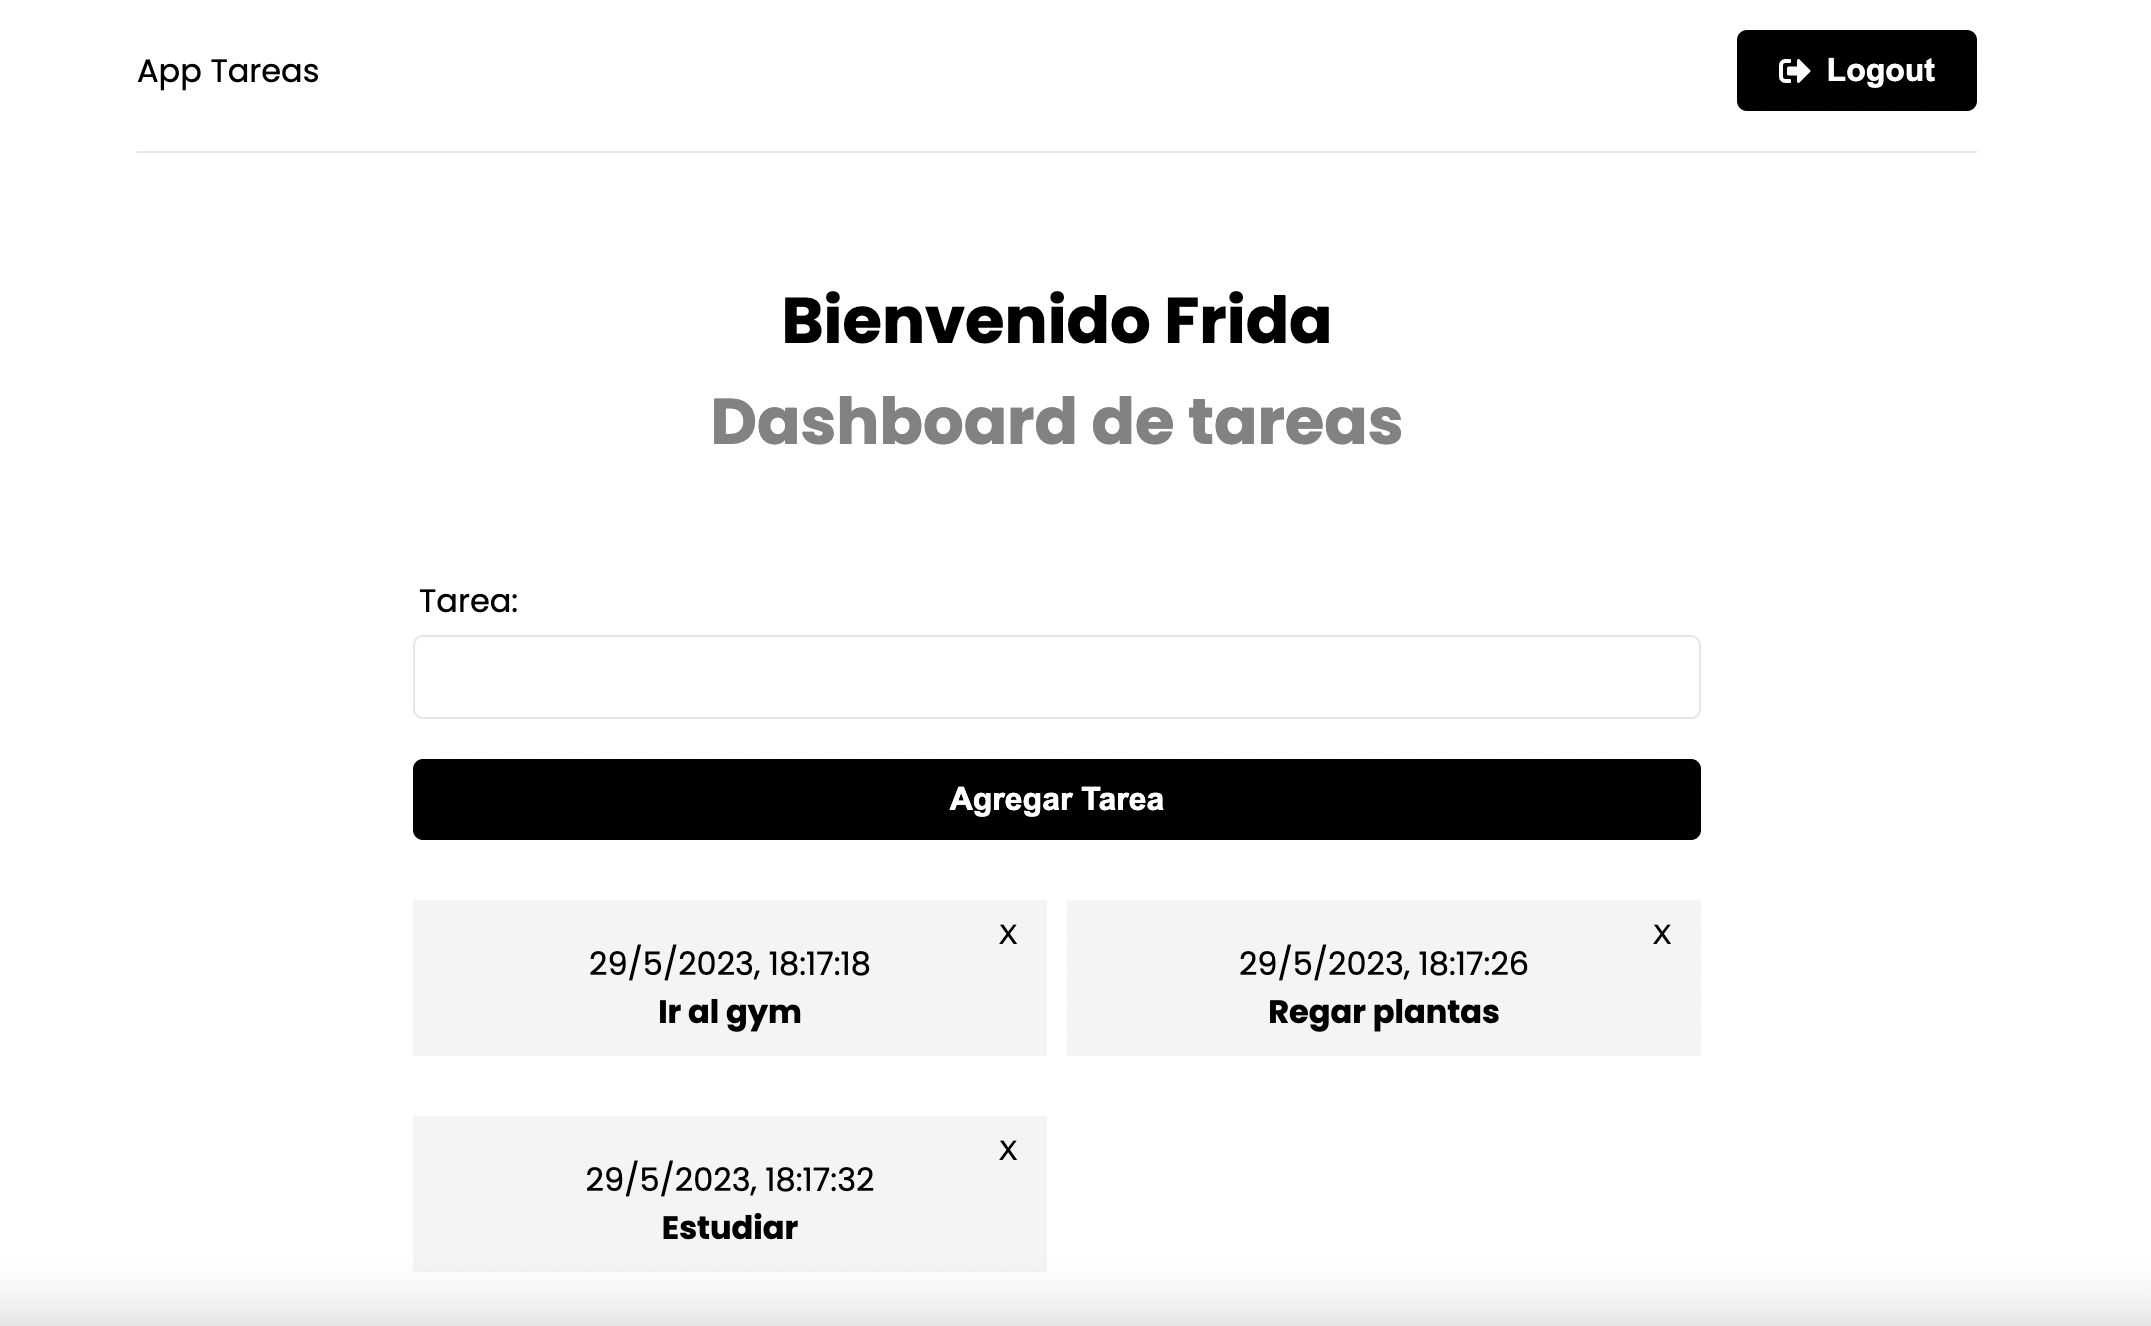 App Tareas
Logout
Bienvenido Frida
Dashboard de tareas
Tarea:
Agregar Tarea
X
29/5/2023, 18:17:18
Ir al gym
X
29/5/2023, 18:17:26
Regar plantas
X
29/5/2023, 18:17:32
Estudiar